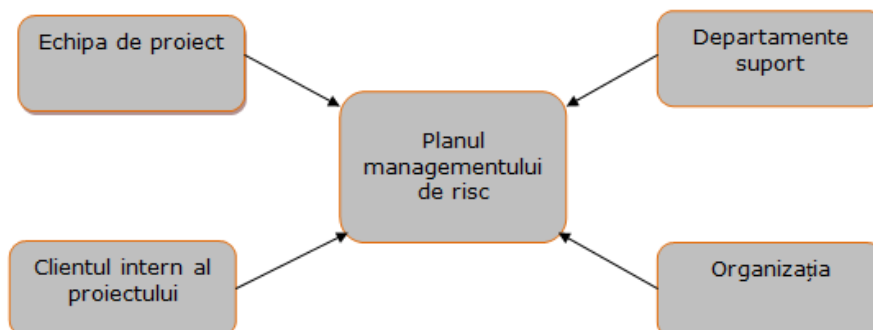 Echipa de proiect
Departamente
suport
Planul
managementului
de risc
Clientul intern al
proiectului
Organizația